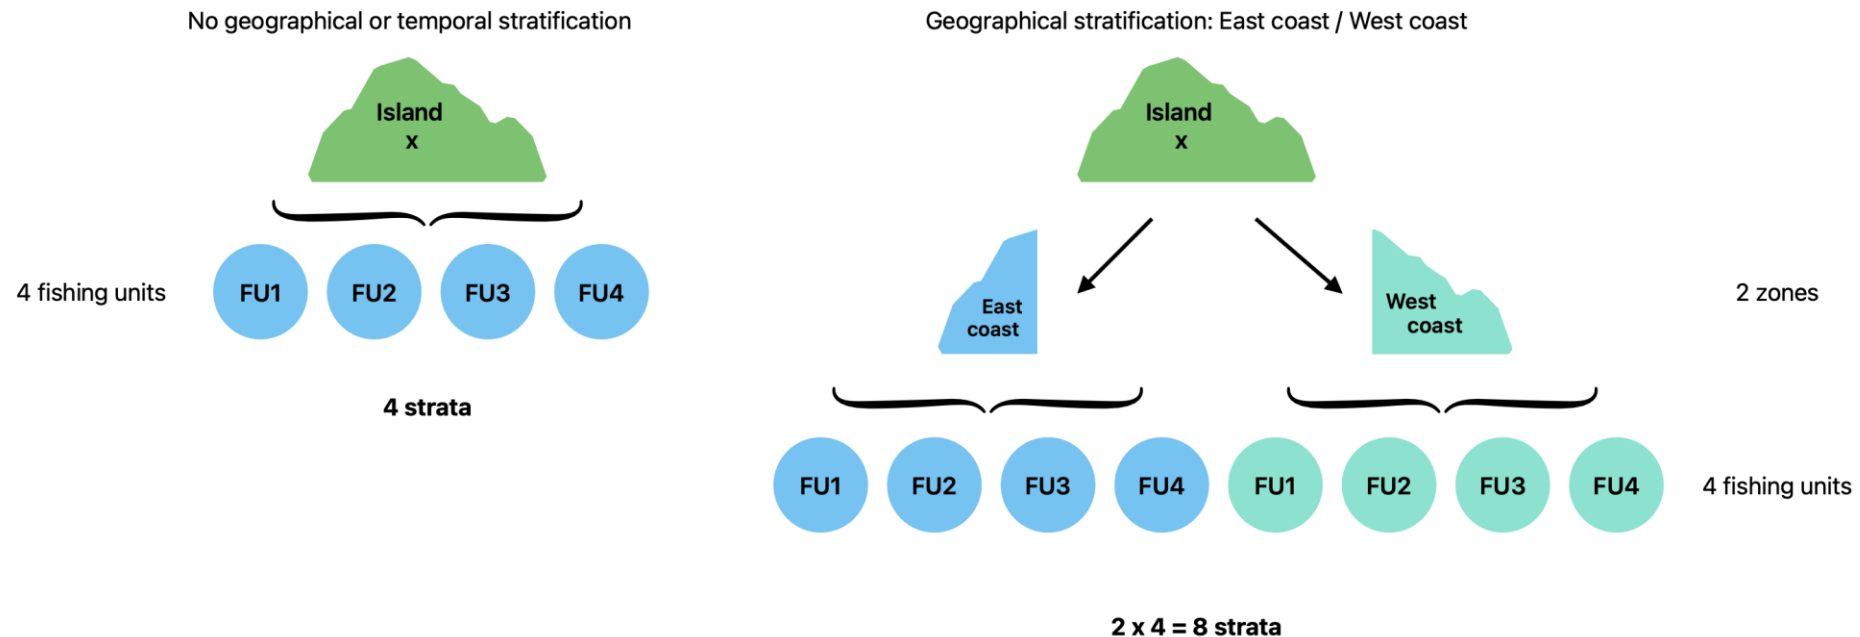 No geographical or temporal stratification
Island
x
4 fishing units
FU1
FU2
FU3
FU4
4 strata
Geographical stratification: East coast / West coast
Island
x
East
coast
West
coast
2 zones
FU1
FU2
FU3
FU4
FU1
FU2
FU3
FU4
4 fishing units
2 x 4 = 8 strata